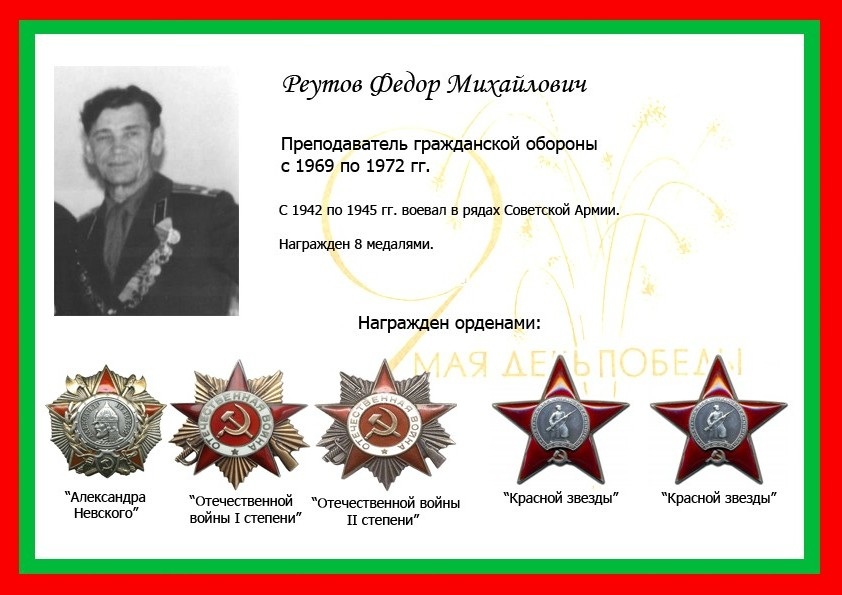 Реутов Федор Михайлович
Преподаватель гражданской обороны
с 1969 по 1972 гг.
С 1942 по 1945 гг. воевал в рядах Советской Армии.
Награжден 8 медалями.
Награжден орденами:
9 МАЯ ДЕНЬ ПОБЕДЫ
ОТЕЧЕСТВЕННАЯ ВОЙНА
ОТЕЧЕСТВЕННАЯ ВОЙНА
“Александра
Невского”
“Отечественной
войны I степени”
“Отечественной войны
II степени”
“Красной звезды”
“Красной звезды”